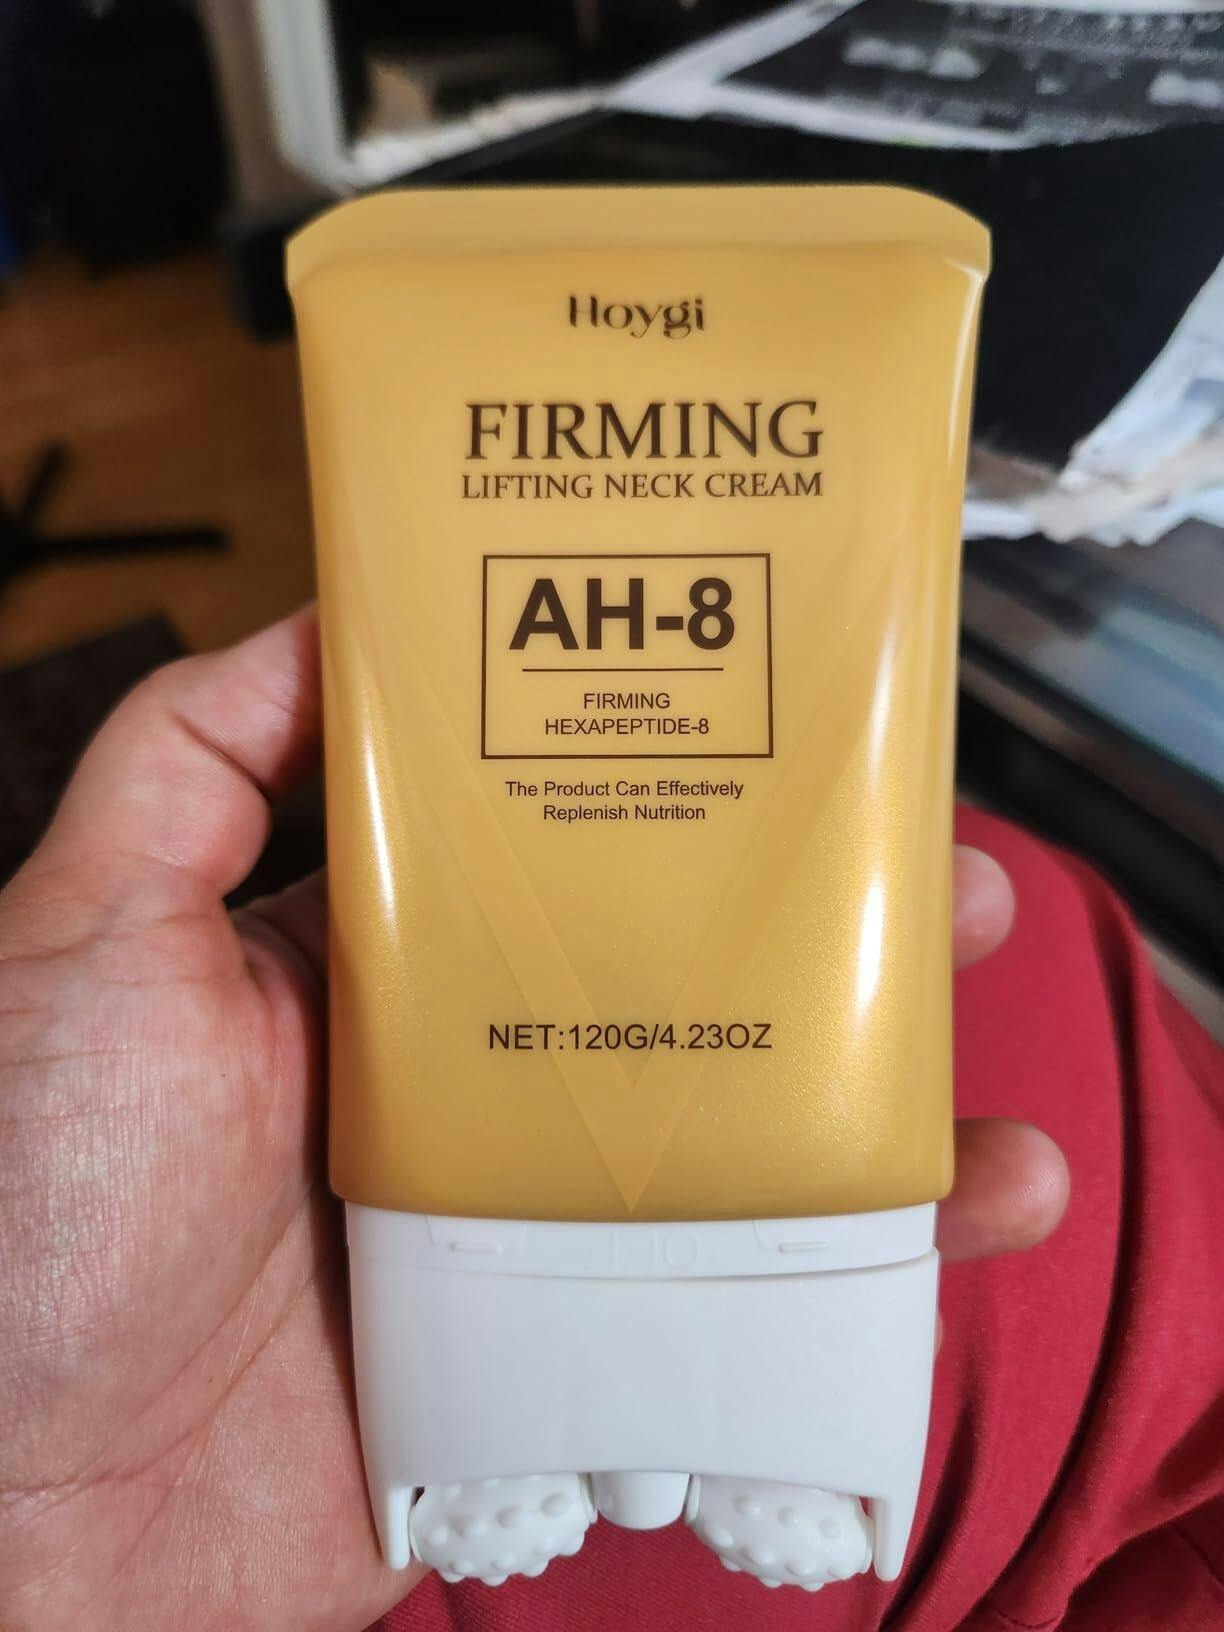 Hoygi
FIRMING
LIFTING NECK CREAM
AH-8
FIRMING
HEXAPEPTIDE-8
The Product Can Effectively
Replenish Nutrition
NET:120G/4.23OZ